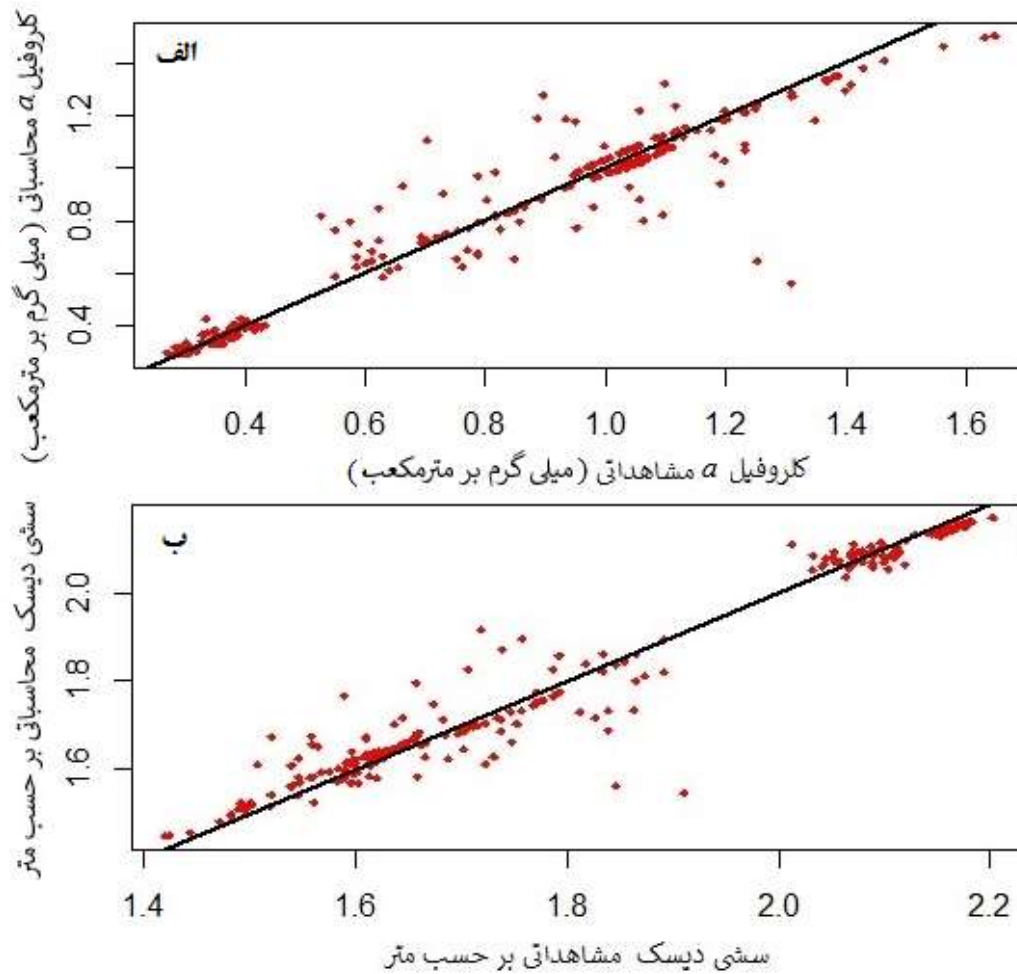 الف
کلروفیل a محاسباتی (میلی گرم بر مترمکعب)
1.2
0.8
0.4
0.4 0.6 0.8 1.0 1.2 1.4 1.6
کلروفیل a مشاهداتی (میلی گرم بر مترمکعب)
ب
سشی دیسک محاسباتی بر حسب متر
2.0
1.8
1.6
1.4 1.6 1.8 2.0 2.2
سشی دیسک مشاهداتی بر حسب متر